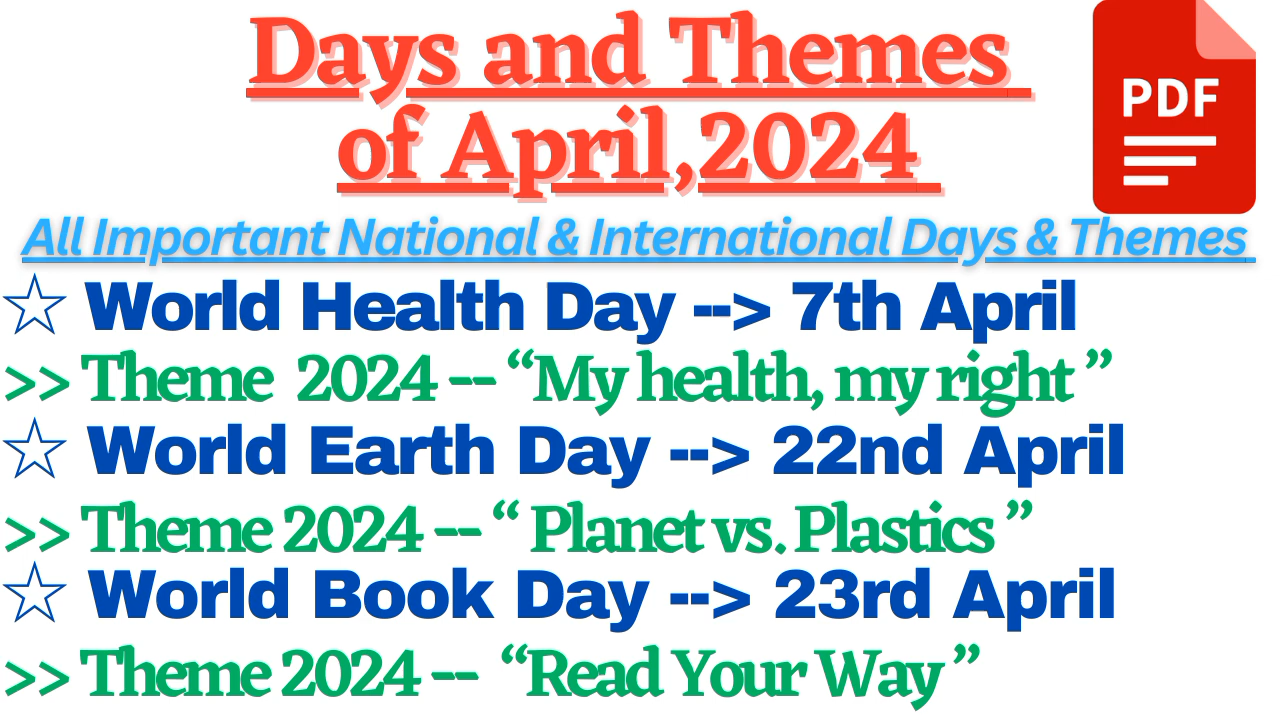 Days and Themes
of April,2024
PDF
All Important National & International Days & Themes
☆ World Health Day --> 7th April
>> Theme 2024 -- “My health, my right ”
☆ World Earth Day --> 22nd April
>> Theme 2024 -- “ Planet vs. Plastics ”
☆ World Book Day --> 23rd April
>> Theme 2024 -- “Read Your Way ”